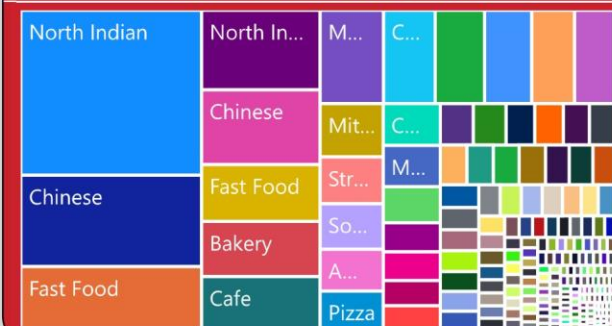 North Indian
Chinese
Fast Food
North In...
Chinese
Fast Food
Bakery
Cafe
M...
Mit...
Str...
So...
A...
Pizza
C...
C...
M...